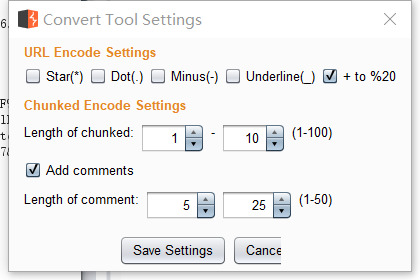 Convert Tool Settings
URL Encode Settings
Star(*) Dot(.) Minus(-) Underline(_) + to %20
Chunked Encode Settings
Length of chunked: 1 - 10 (1-100)
Add comments
Length of comment: 5 25 (1-50)
Save Settings Cance